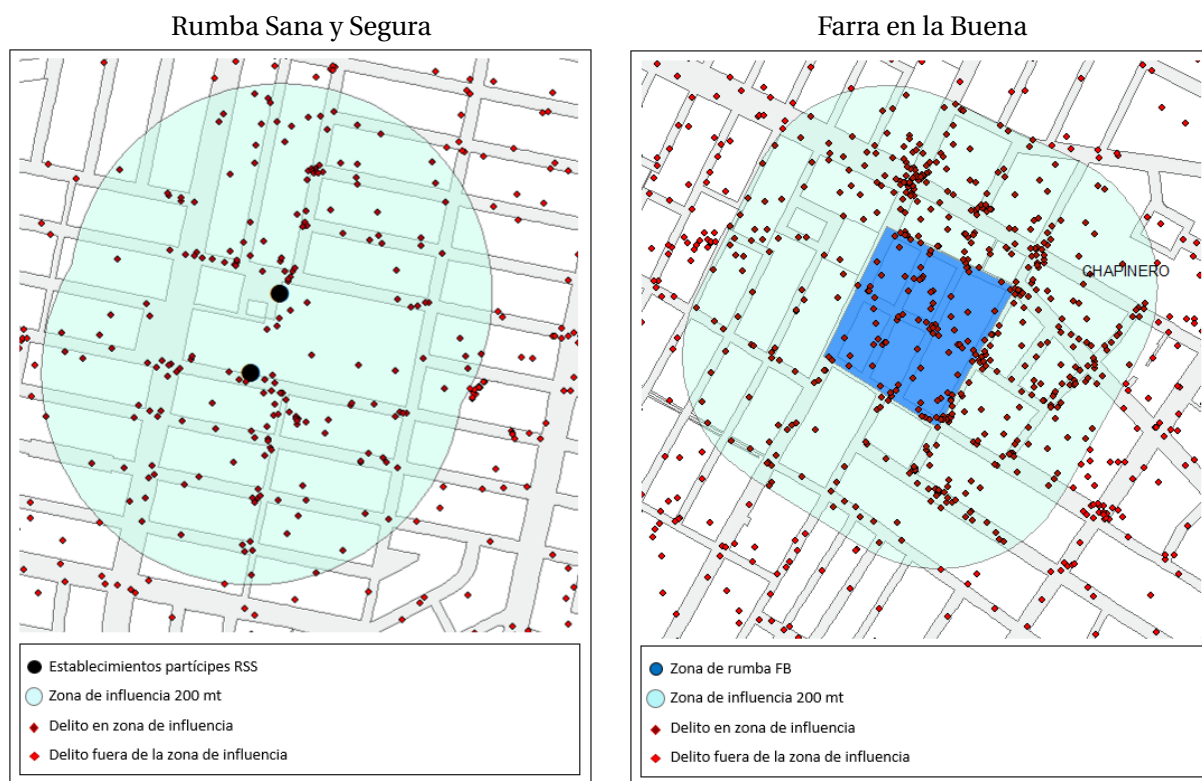 Rumba Sana y Segura
Establecimientos partícipes RSS
Zona de influencia 200 mt
Delito en zona de influencia
Delito fuera de la zona de influencia
Farra en la Buena
CHAPINERO
Zona de rumba FB
Zona de influencia 200 mt
Delito en zona de influencia
Delito fuera de la zona de influencia